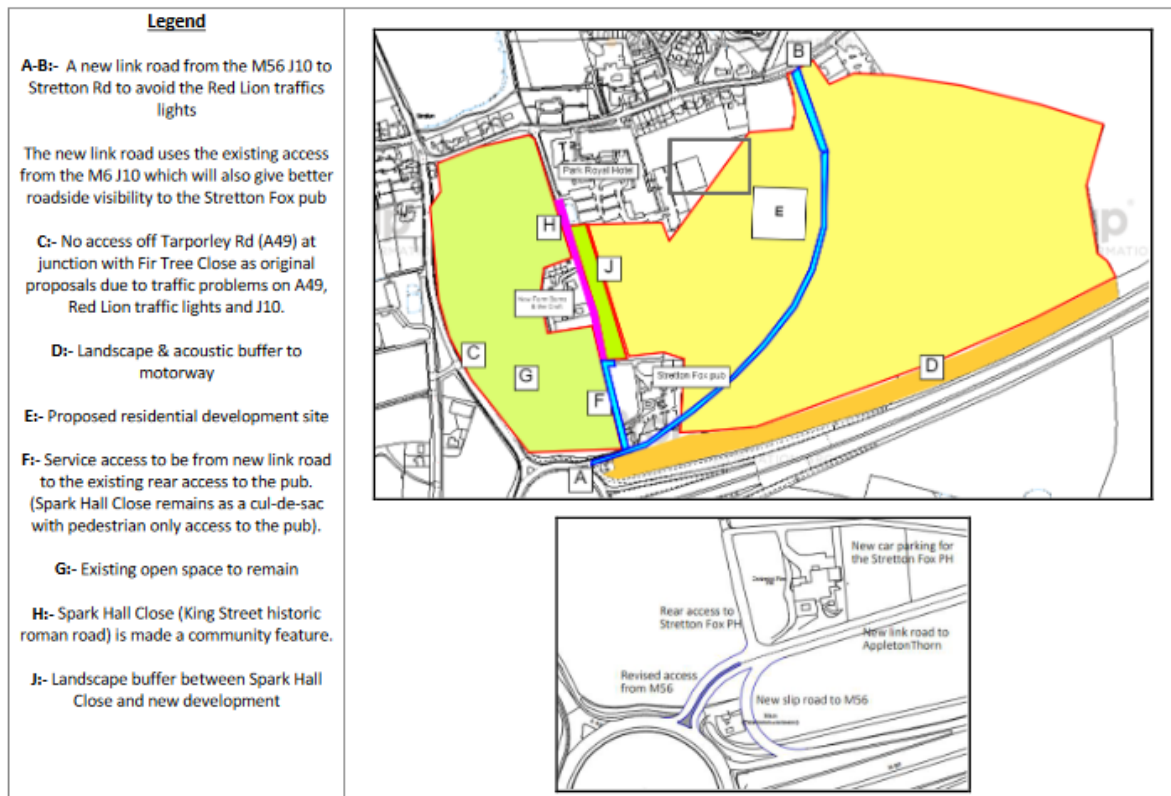 Legend
A-B:- A new link road from the M56 J10 to
Stretton Rd to avoid the Red Lion traffics
lights
The new link road uses the existing access
from the M6 J10 which will also give better
roadside visibility to the Stretton Fox pub
C:- No access off Tarporley Rd (A49) at
junction with Fir Tree Close as original
proposals due to traffic problems on A49,
Red Lion traffic lights and J10.
D:- Landscape & acoustic buffer to
motorway
E:- Proposed residential development site
F:- Service access to be from new link road
to the existing rear access to the pub.
(Spark Hall Close remains as a cul-de-sac
with pedestrian only access to the pub).
G:- Existing open space to remain
H:- Spark Hall Close (King Street historic
roman road) is made a community feature.
J:- Landscape buffer between Spark Hall
Close and new development
B
Park Royal Hotel
E
H
J
C
G
Stretton Fox pub
D
F
A
New car parking for
the Stretton Fox PH
Rear access to
Stretton Fox PH
New link road to
AppletonThorn
Revised access
from M56
New slip road to M56